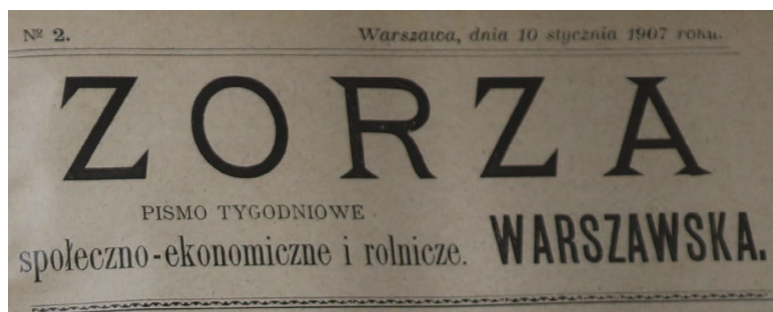 № 2. Warszawa, dnia 10 stycznia 1907 roku.
ZORZA
PISMO TYGODNIOWE
społeczno-ekonomiczne i rolnicze. WARSZAWSKA.